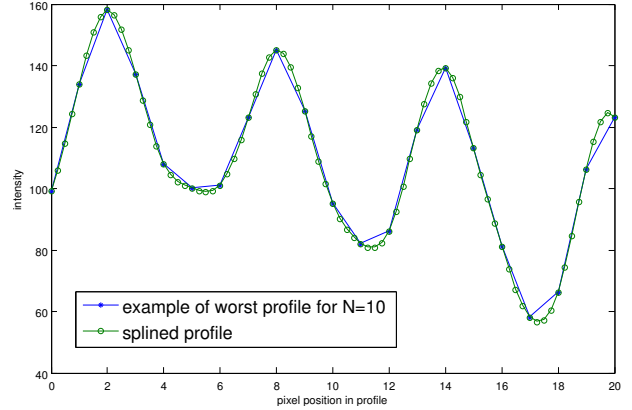 160
140
120
100
80
60
40
intensity
example of worst profile for N=10
splined profile
0 2 4 6 8 10 12 14 16 18 20
pixel position in profile